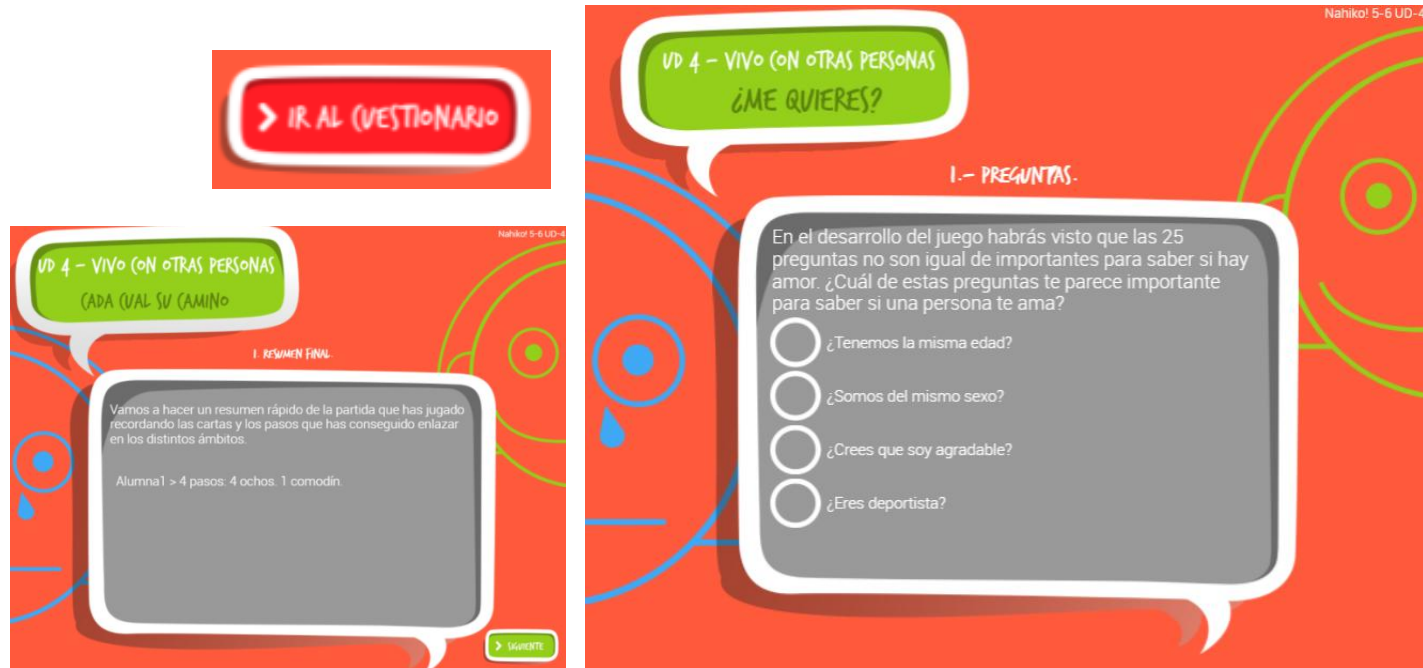 > IR AL CUESTIONARIO
Nahiko! 5-6 UD-4
UD 4 – VIVO CON OTRAS PERSONAS
CADA CUAL SU CAMINO
1. RESUMEN FINAL.
Vamos a hacer un resumen rápido de la partida que has jugado
recordando las cartas y los pasos que has conseguido enlazar
en los distintos ámbitos.
Alumna1 > 4 pasos: 4 ochos. 1 comodín.
> SIGUIENTE
Nahiko! 5-6 UD-4
UD 4 – VIVO CON OTRAS PERSONAS
¿ME QUIERES?
1.– PREGUNTAS.
En el desarrollo del juego habrás visto que las 25
preguntas no son igual de importantes para saber si hay
amor. ¿Cuál de estas preguntas te parece importante
para saber si una persona te ama?
¿Tenemos la misma edad?
¿Somos del mismo sexo?
¿Crees que soy agradable?
¿Eres deportista?